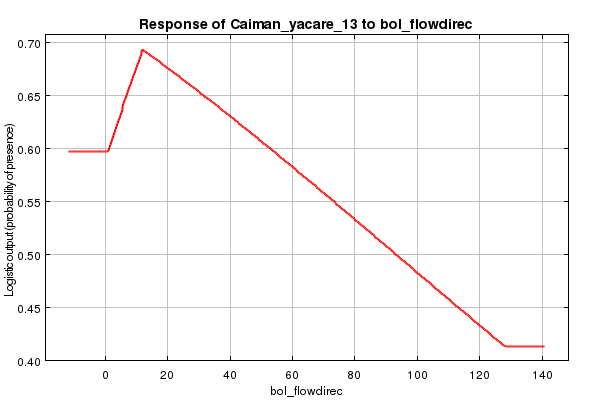 Response of Caiman_yacare_13 to bol_flowdirec
Logistic output (probability of presence)
0.70
0.65
0.60
0.55
0.50
0.45
0.40
0 20 40 60 80 100 120 140
bol_flowdirec